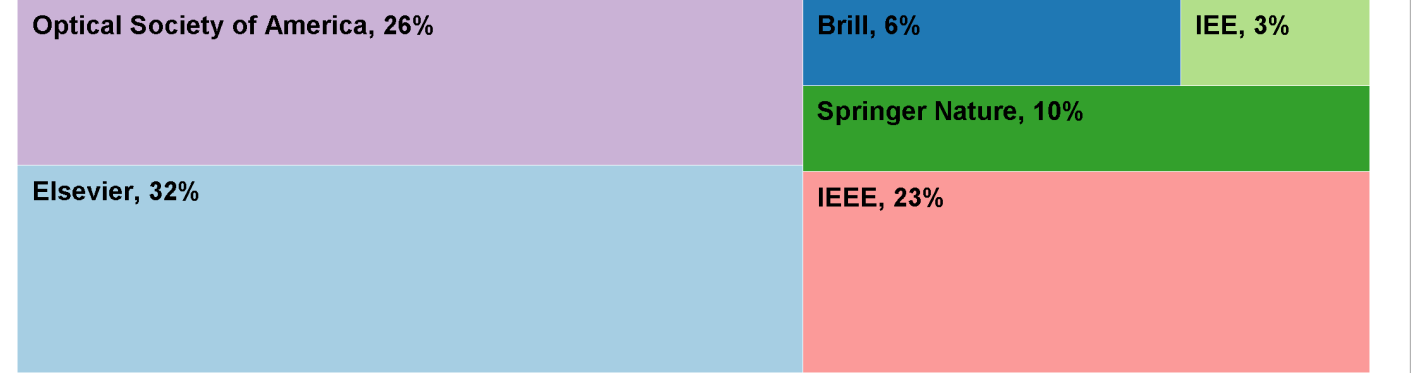 Optical Society of America, 26%
Brill, 6%
IEE, 3%
Springer Nature, 10%
Elsevier, 32%
IEEE, 23%